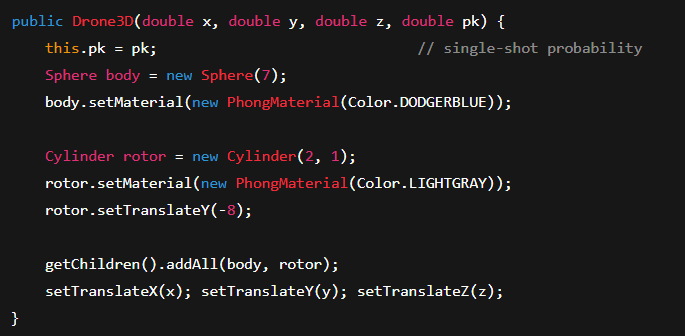 public Drone3D(double x, double y, double z, double pk) {
    this.pk = pk;                              // single-shot probability
    Sphere body = new Sphere(7);
    body.setMaterial(new PhongMaterial(Color.DODGERBLUE));

    Cylinder rotor = new Cylinder(2, 1);
    rotor.setMaterial(new PhongMaterial(Color.LIGHTGRAY));
    rotor.setTranslateY(-8);

    getChildren().addAll(body, rotor);
    setTranslateX(x); setTranslateY(y); setTranslateZ(z);
}